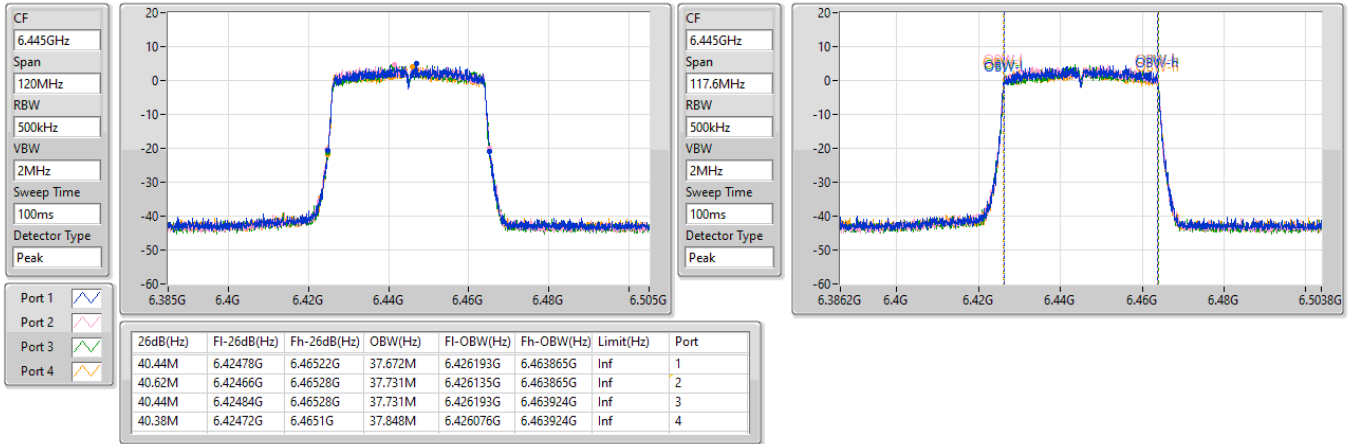 CF
6.445GHz
Span
120MHz
RBW
500kHz
VBW
2MHz
Sweep Time
100ms
Detector Type
Peak
20
10
0
-10
-20
-30
-40
-50
-60
6.385G 6.4G 6.42G 6.44G 6.46G 6.48G 6.505G
CF
6.445GHz
Span
117.6MHz
RBW
500kHz
VBW
2MHz
Sweep Time
100ms
Detector Type
Peak
20
10
0
-10
-20
-30
-40
-50
-60
OBW-l OBW-h
6.3862G 6.4G 6.42G 6.44G 6.46G 6.48G 6.5038G
Port 1
Port 2
Port 3
Port 4
26dB(Hz) Fl-26dB(Hz) Fh-26dB(Hz) OBW(Hz) Fl-OBW(Hz) Fh-OBW(Hz) Limit(Hz) Port
40.44M 6.42478G 6.46522G 37.672M 6.426193G 6.463865G Inf 1
40.62M 6.42466G 6.46528G 37.731M 6.426135G 6.463865G Inf 2
40.44M 6.42484G 6.46528G 37.731M 6.426193G 6.463924G Inf 3
40.38M 6.42472G 6.4651G 37.848M 6.426076G 6.463924G Inf 4